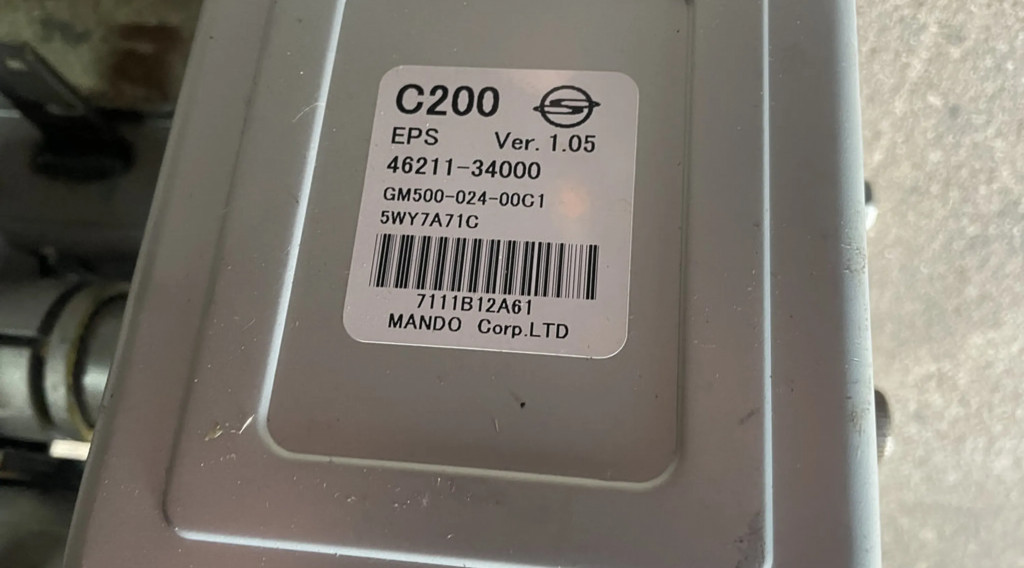 C200
EPS Ver. 1.05
46211-34000
GM500-024-00C1
5WY7A71C
7111B12A61
MANDO Corp.LTD